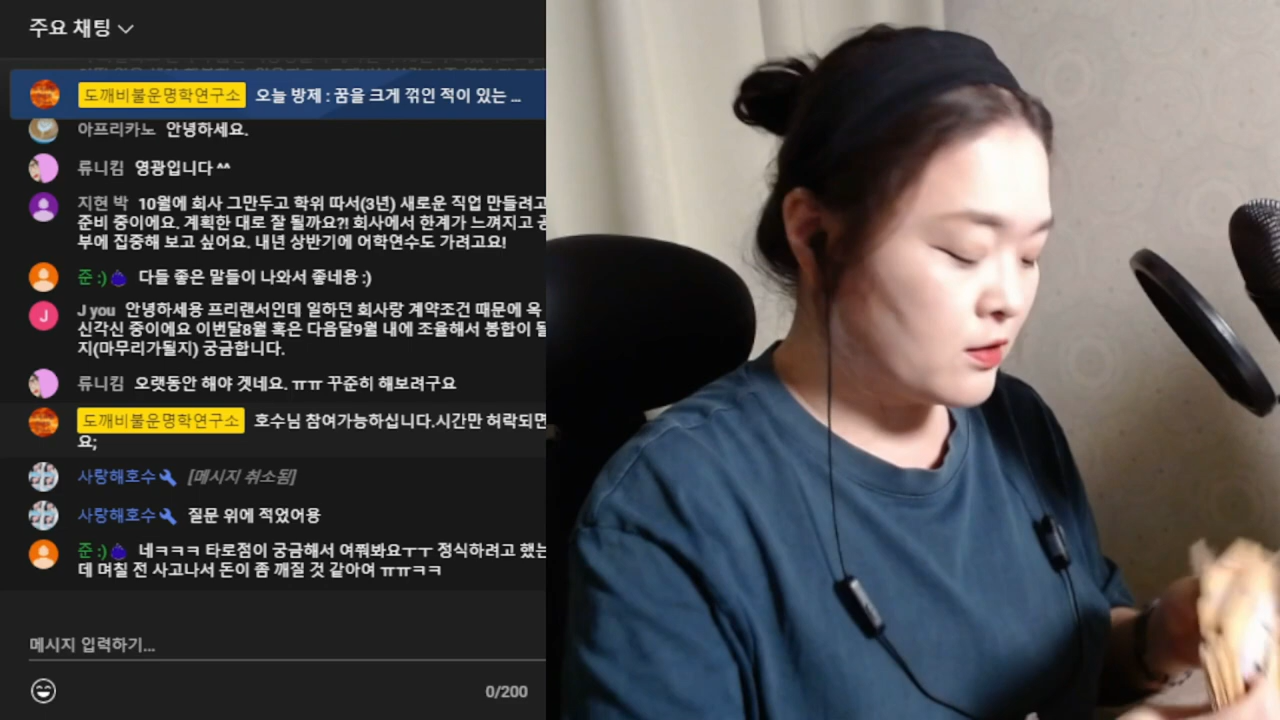 주요 채팅
도깨비불운명학연구소 오늘 방제 : 꿈을 크게 꺾인 적이 있는 ...
아프리카노 안녕하세요.
류니킴 영광입니다 ^^
지현 박 10월에 회사 그만두고 학위 따서(3년) 새로운 직업 만들려고
준비 중이에요. 계획한 대로 잘 될까요?! 회사에서 한계가 느껴지고 공
부에 집중해 보고 싶어요. 내년 상반기에 어학연수도 가려고요!
준 :) 다들 좋은 말들이 나와서 좋네용 :)
J
J you 안녕하세용 프리랜서인데 일하던 회사랑 계약조건 때문에 옥
신각신 중이에요 이번달8월 혹은 다음달9월 내에 조율해서 봉합이 될
지(마무리가될지) 궁금합니다.
류니킴 오랫동안 해야 겟네요. ㅠㅠ 꾸준히 해보려구요
도깨비불운명학연구소 호수님 참여가능하십니다.시간만 허락되면
요;
사랑해호수 [메시지 취소됨]
사랑해호수 질문 위에 적었어용
준 :) 네ㅋㅋㅋ 타로점이 궁금해서 여쭤봐요ㅜㅜ 정식하려고 했는
데 며칠 전 사고나서 돈이 좀 깨질 것 같아여 ㅠㅠㅋㅋ
메시지 입력하기...
0/200